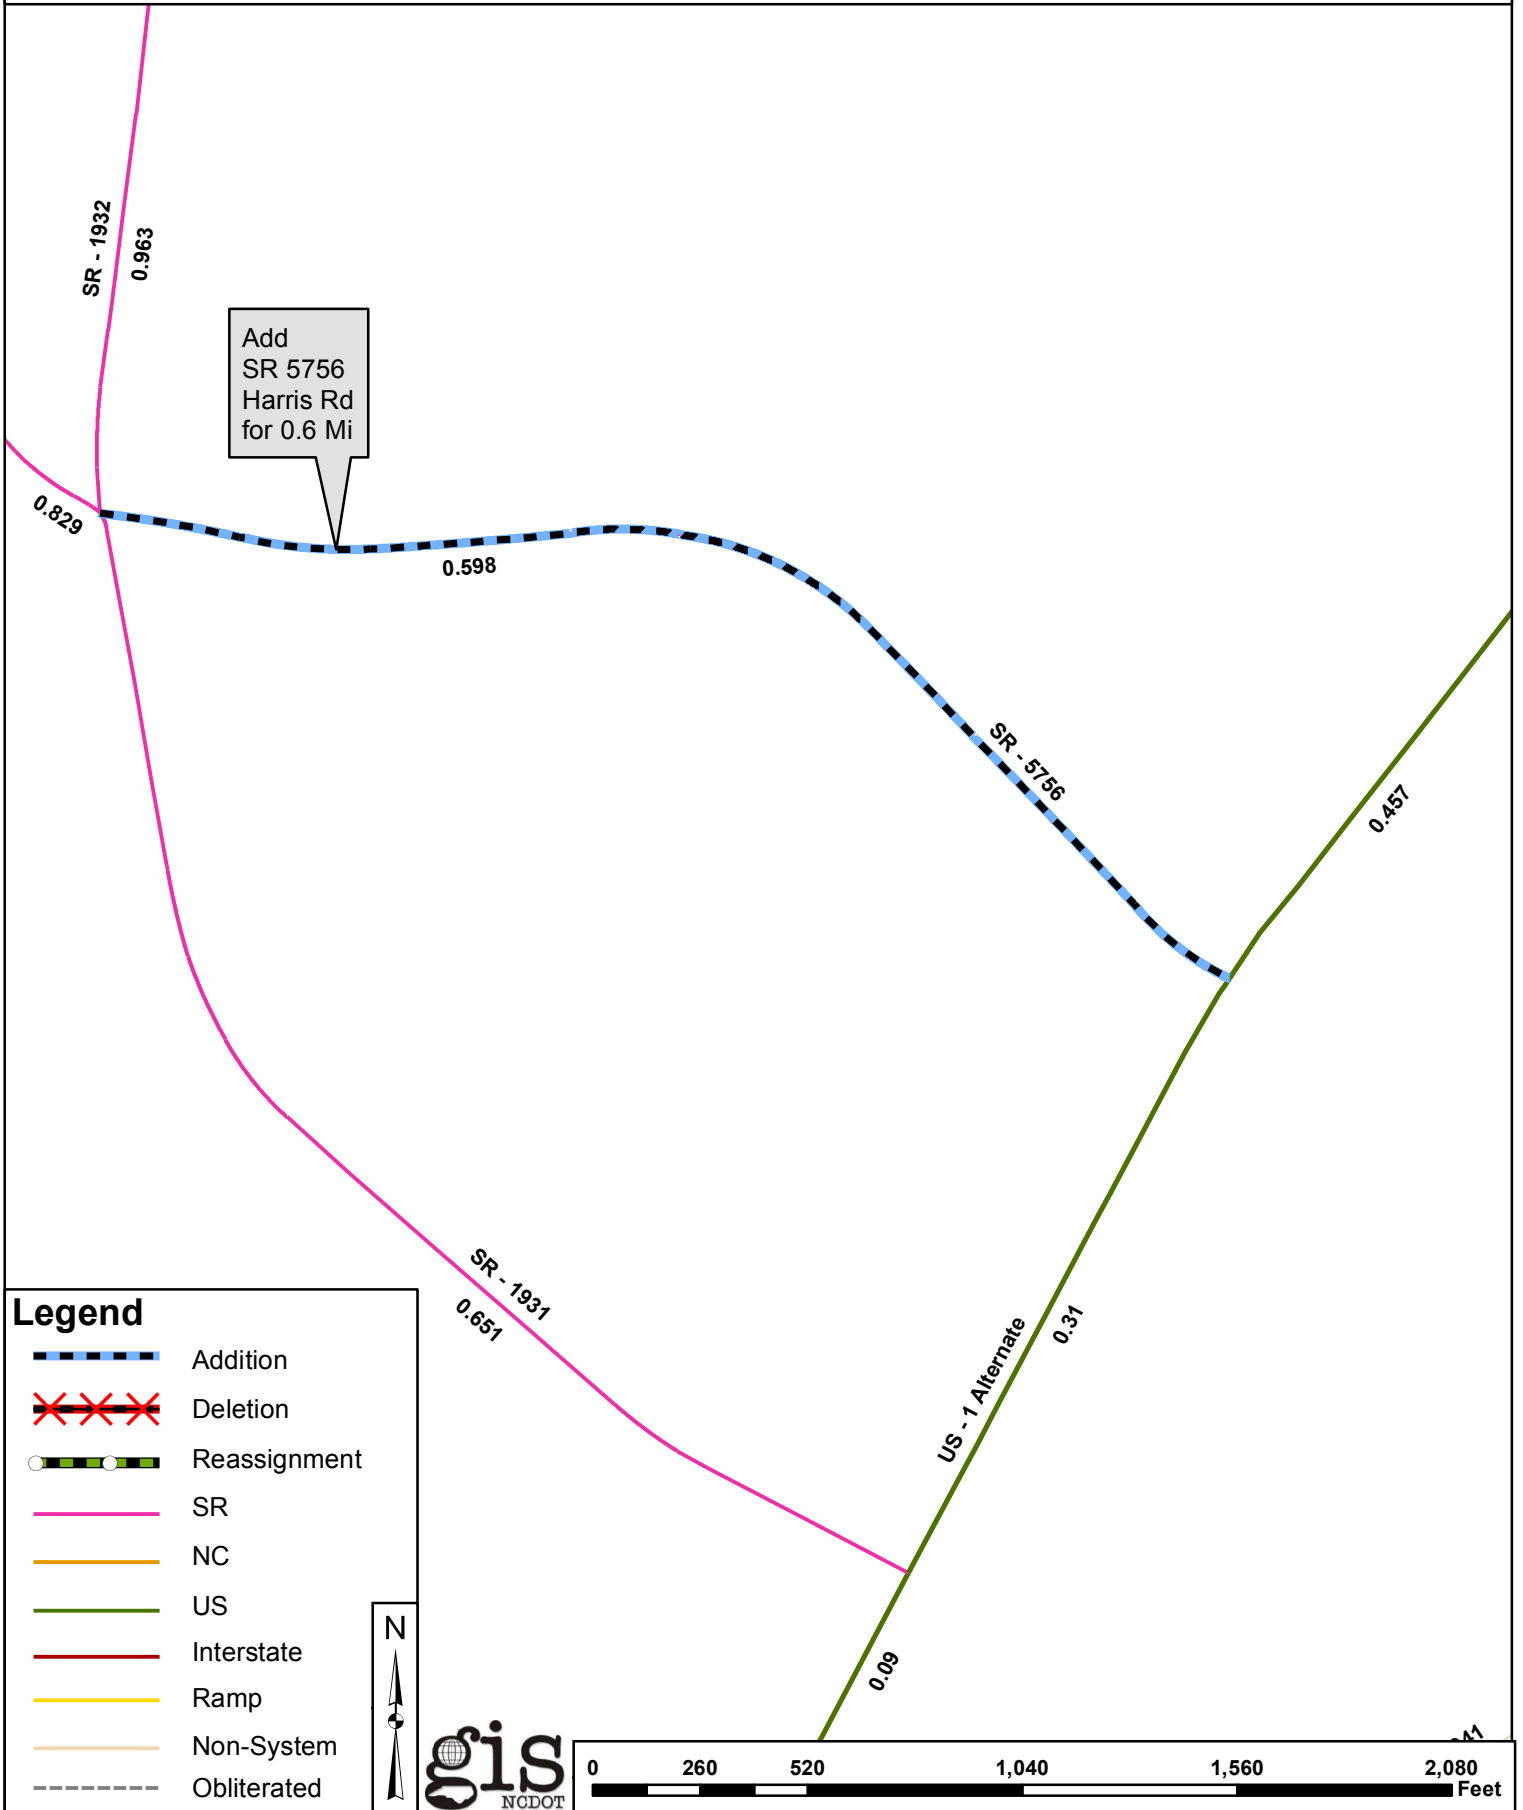 SR - 1932
0.963
Add
SR 5756
Harris Rd
for 0.6 Mi
0.829
0.598
SR - 5756
0.457
SR - 1931
0.651
US - 1 Alternate
0.31
0.09
Legend
Addition
Deletion
Reassignment
SR
NC
US
Interstate
Ramp
Non-System
Obliterated
N
gis
NCDOT
0 260 520 1,040 1,560 2,080
Feet